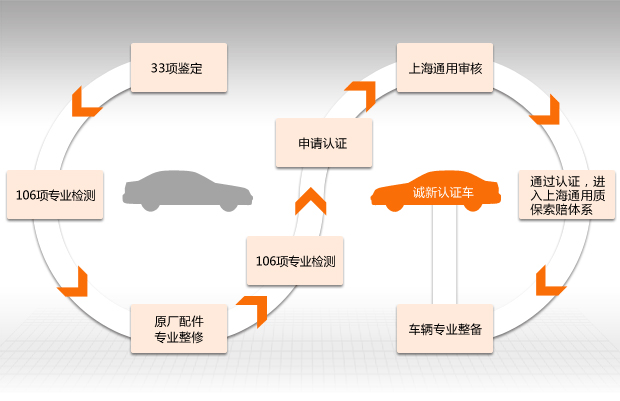 33项鉴定
106项专业检测
原厂配件
专业整修
106项专业检测
申请认证
上海通用审核
通过认证，进
入上海通用质
保索赔体系
车辆专业整备
诚新认证车